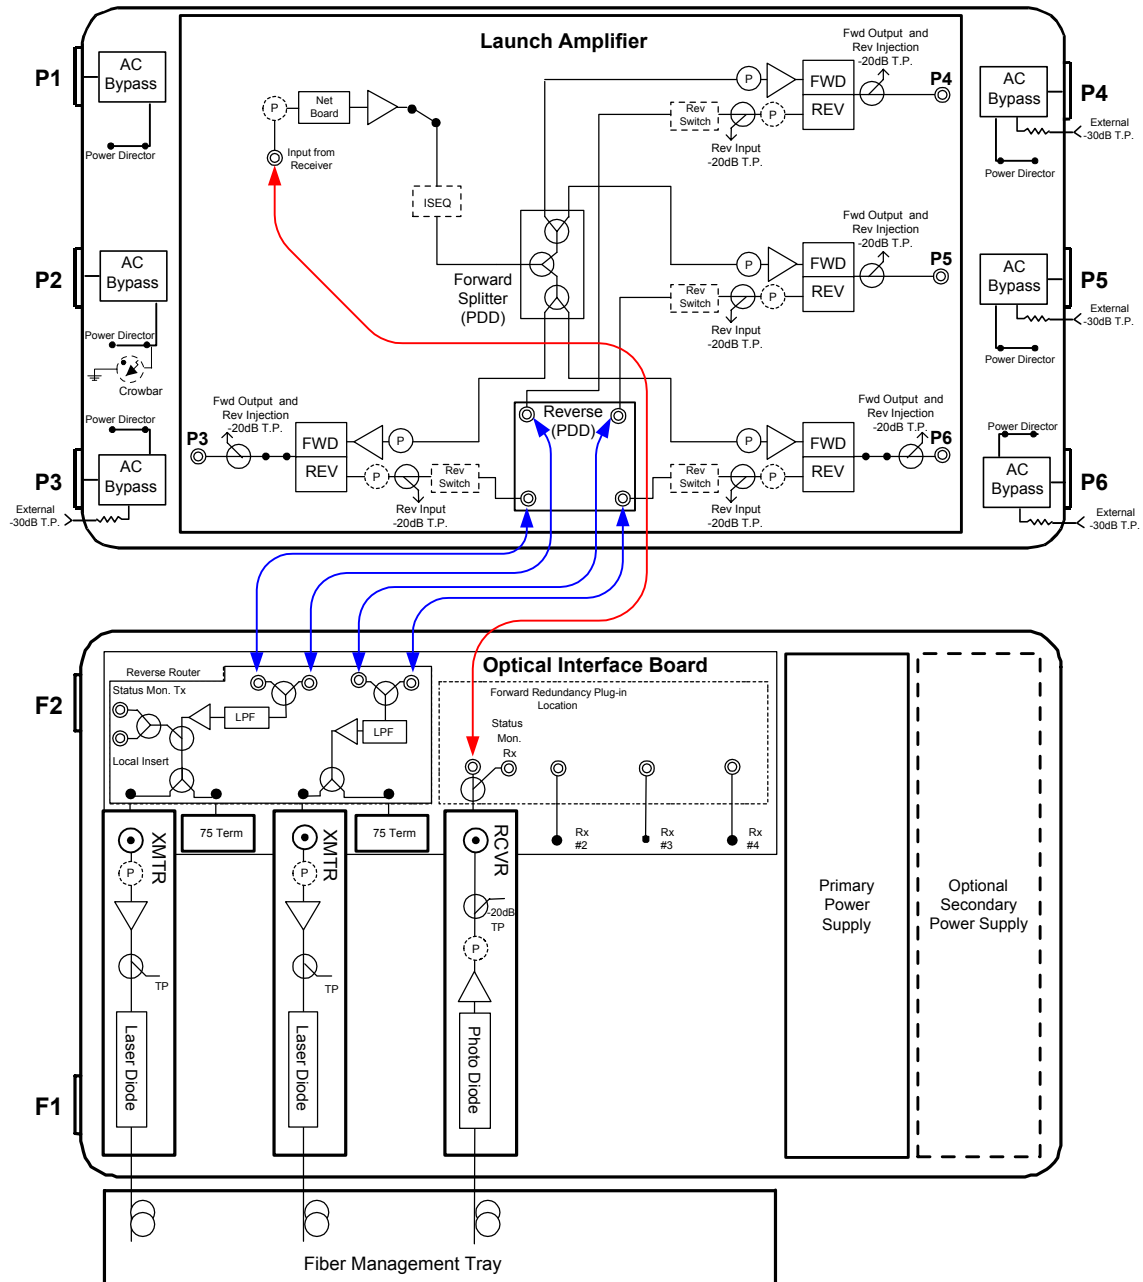 Launch Amplifier
P1
AC
Bypass
Power Director
P
Net
Board
Input from
Receiver
ISEQ
Forward
Splitter
(PDD)
P
FWD
REV
Fwd Output and
Rev Injection
-20dB T.P.
P4
Rev
Switch
P
Rev Input
-20dB T.P.
AC
Bypass
P4
External
-30dB T.P.
Power Director
P2
AC
Bypass
Power Director
Crowbar
P
FWD
REV
Fwd Output and
Rev Injection
-20dB T.P.
P5
Rev
Switch
P
Rev Input
-20dB T.P.
AC
Bypass
P5
External
-30dB T.P.
Power Director
P3
Power Director
AC
Bypass
External
-30dB T.P.
Fwd Output and
Rev Injection
-20dB T.P.
P3
FWD
REV
P
P
Rev
Switch
Rev Input
-20dB T.P.
Reverse
(PDD)
P
FWD
REV
Fwd Output and
Rev Injection
-20dB T.P.
P6
Rev
Switch
P
Rev Input
-20dB T.P.
Power Director
AC
Bypass
P6
External
-30dB T.P.
F2
Optical Interface Board
Reverse Router
Status Mon. Tx
LPF
LPF
Local Insert
Forward Redundancy Plug-in
Location
Status
Mon.
Rx
Rx
#2
Rx
#3
Rx
#4
XMTR
P
TP
Laser Diode
75 Term
XMTR
P
TP
Laser Diode
75 Term
RCVR
-20dB
TP
P
Photo Diode
Primary
Power
Supply
Optional
Secondary
Power Supply
F1
Fiber Management Tray